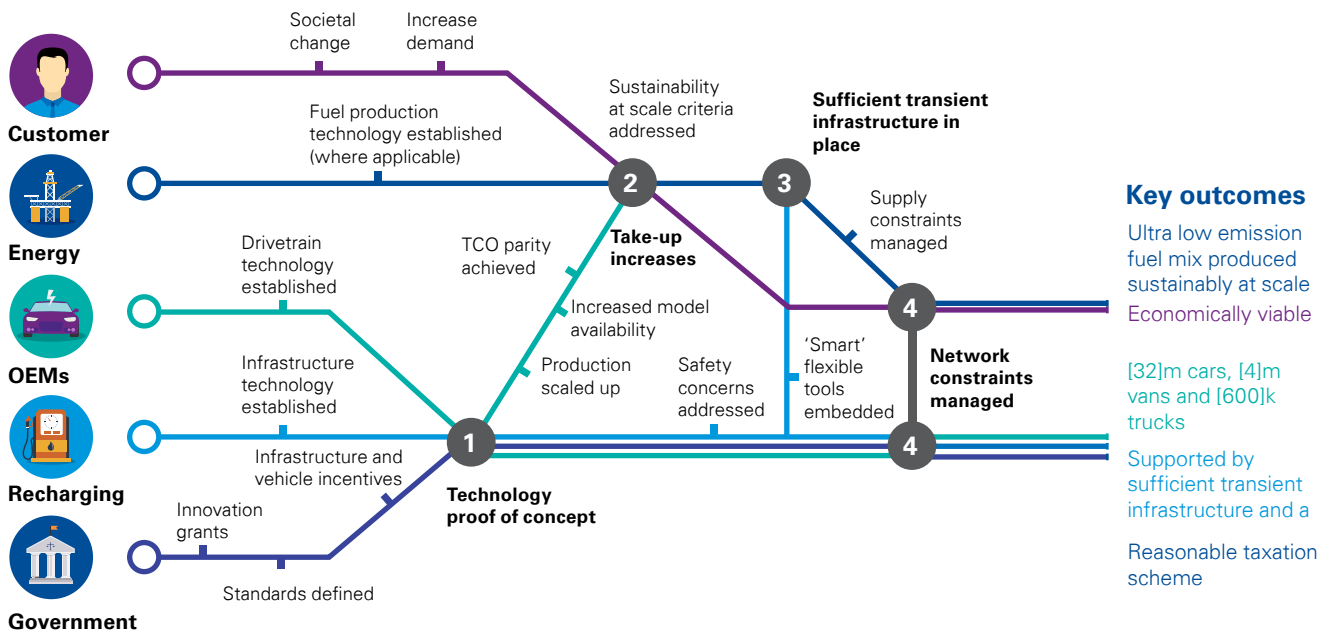 Societal
change
Increase
demand
Customer
Fuel production
technology established
(where applicable)
Sustainability
at scale criteria
addressed
Sufficient transient
infrastructure in
place
2
3
Energy
Supply
constraints
managed
Drivetrain
technology
established
TCO parity
achieved
Take-up
increases
Increased model
availability
OEMs
4
Infrastructure
technology
established
Production
scaled up
Safety
concerns
addressed
‘Smart’
flexible
tools
embedded
Network
constraints
managed
1
4
Recharging
Infrastructure and
vehicle incentives
Technology
proof of concept
Innovation
grants
Standards defined
Government
Key outcomes
Ultra low emission
fuel mix produced
sustainably at scale
Economically viable
[32]m cars, [4]m
vans and [600]k
trucks
Supported by
sufficient transient
infrastructure and a
Reasonable taxation
scheme